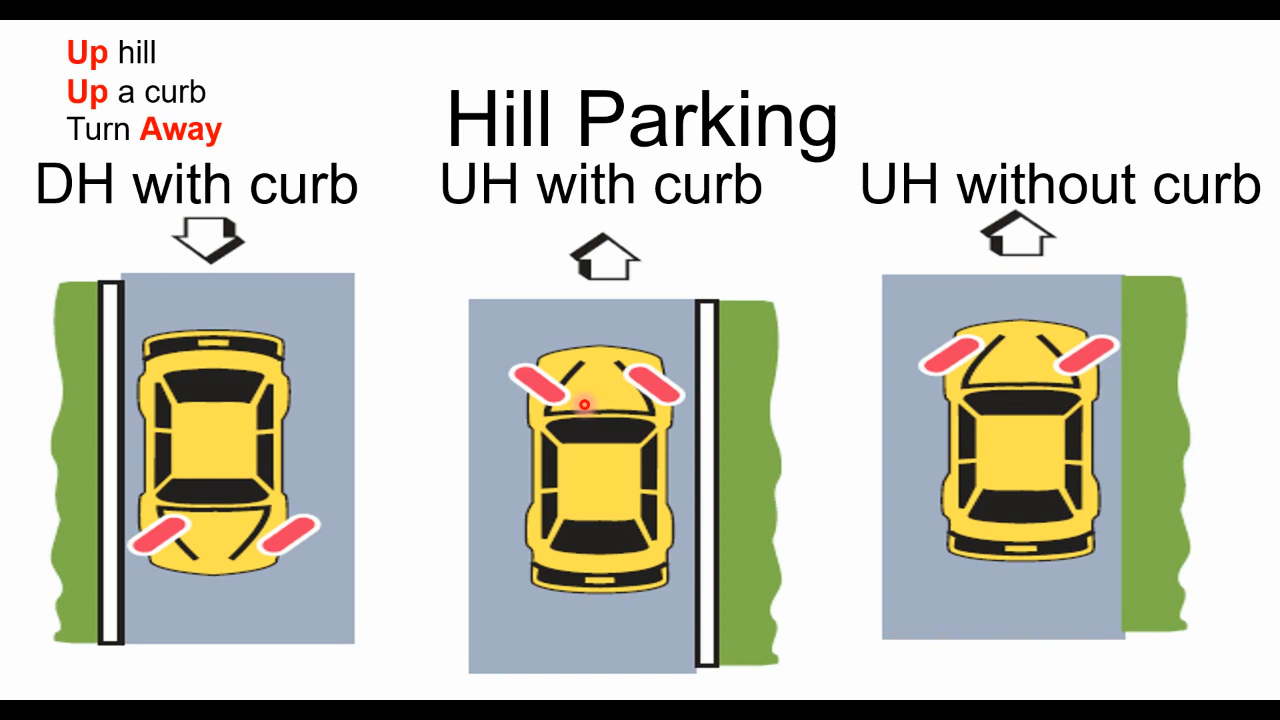 Up hill
Up a curb
Turn Away
Hill Parking
DH with curb
UH with curb
UH without curb